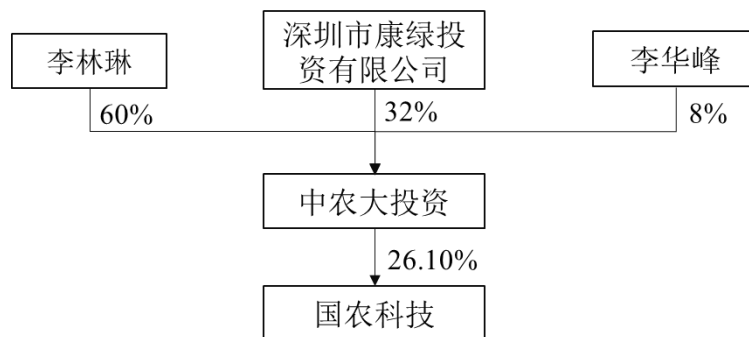 李林琳
深圳市康绿投
资有限公司
李华峰
60%
32%
8%
中农大投资
26.10%
国农科技